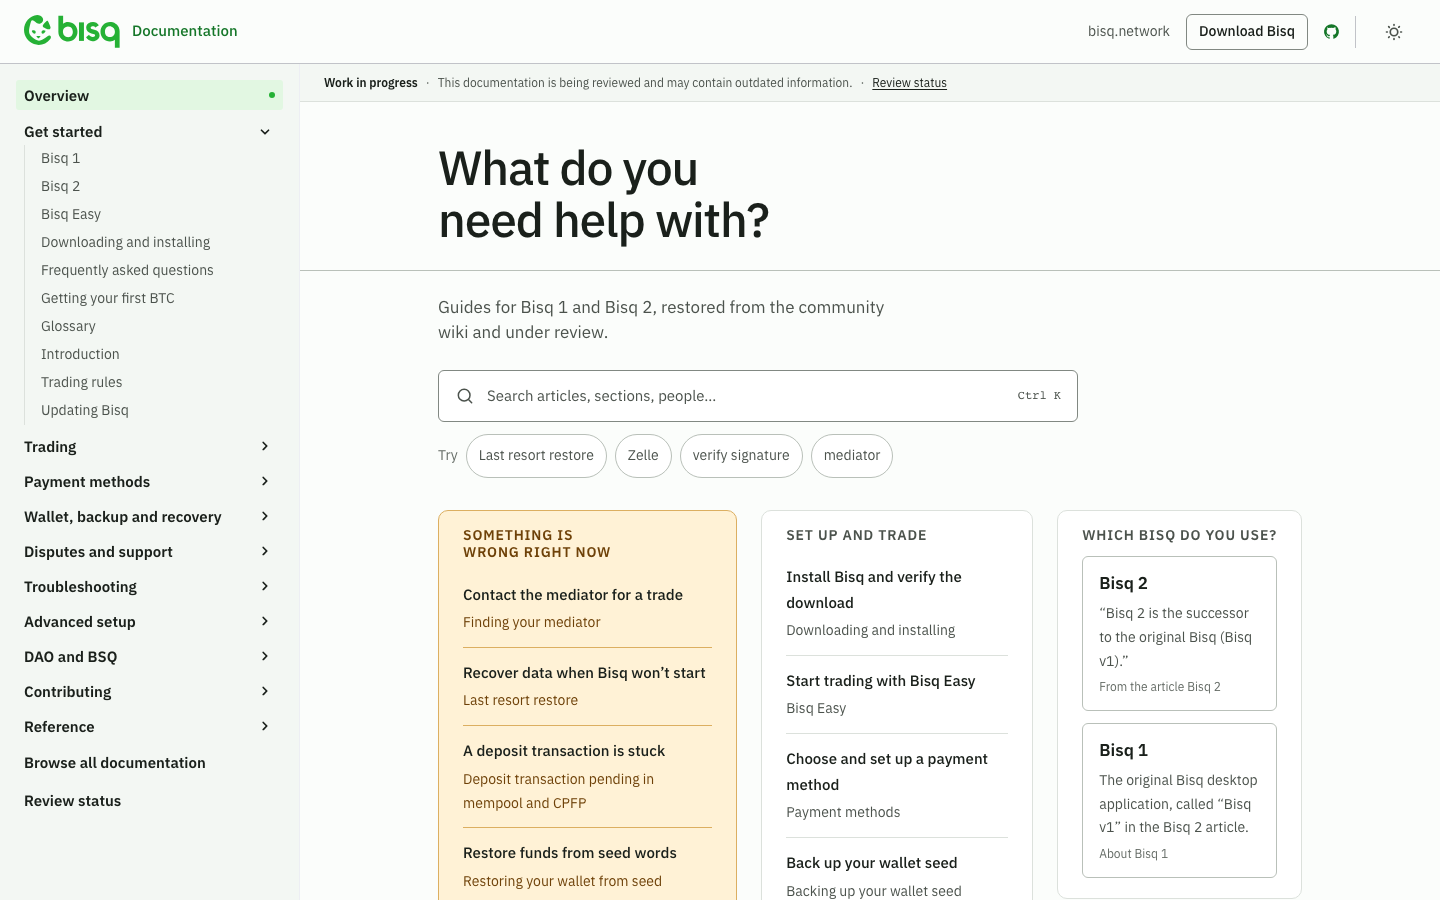 bisq
Documentation
bisq.network
Download Bisq
Overview
Get started
Bisq 1
Bisq 2
Bisq Easy
Downloading and installing
Frequently asked questions
Getting your first BTC
Glossary
Introduction
Trading rules
Updating Bisq
Trading
Payment methods
Wallet, backup and recovery
Disputes and support
Troubleshooting
Advanced setup
DAO and BSQ
Contributing
Reference
Browse all documentation
Review status
Work in progress · This documentation is being reviewed and may contain outdated information. · Review status
What do you
need help with?
Guides for Bisq 1 and Bisq 2, restored from the community
wiki and under review.
Search articles, sections, people... Ctrl K
Try Last resort restore Zelle verify signature mediator
SOMETHING IS
WRONG RIGHT NOW
Contact the mediator for a trade
Finding your mediator
Recover data when Bisq won’t start
Last resort restore
A deposit transaction is stuck
Deposit transaction pending in
mempool and CPFP
Restore funds from seed words
Restoring your wallet from seed
SET UP AND TRADE
Install Bisq and verify the
download
Downloading and installing
Start trading with Bisq Easy
Bisq Easy
Choose and set up a payment
method
Payment methods
Back up your wallet seed
Backing up your wallet seed
WHICH BISQ DO YOU USE?
Bisq 2
“Bisq 2 is the successor
to the original Bisq (Bisq
v1).”
From the article Bisq 2
Bisq 1
The original Bisq desktop
application, called “Bisq
v1” in the Bisq 2 article.
About Bisq 1